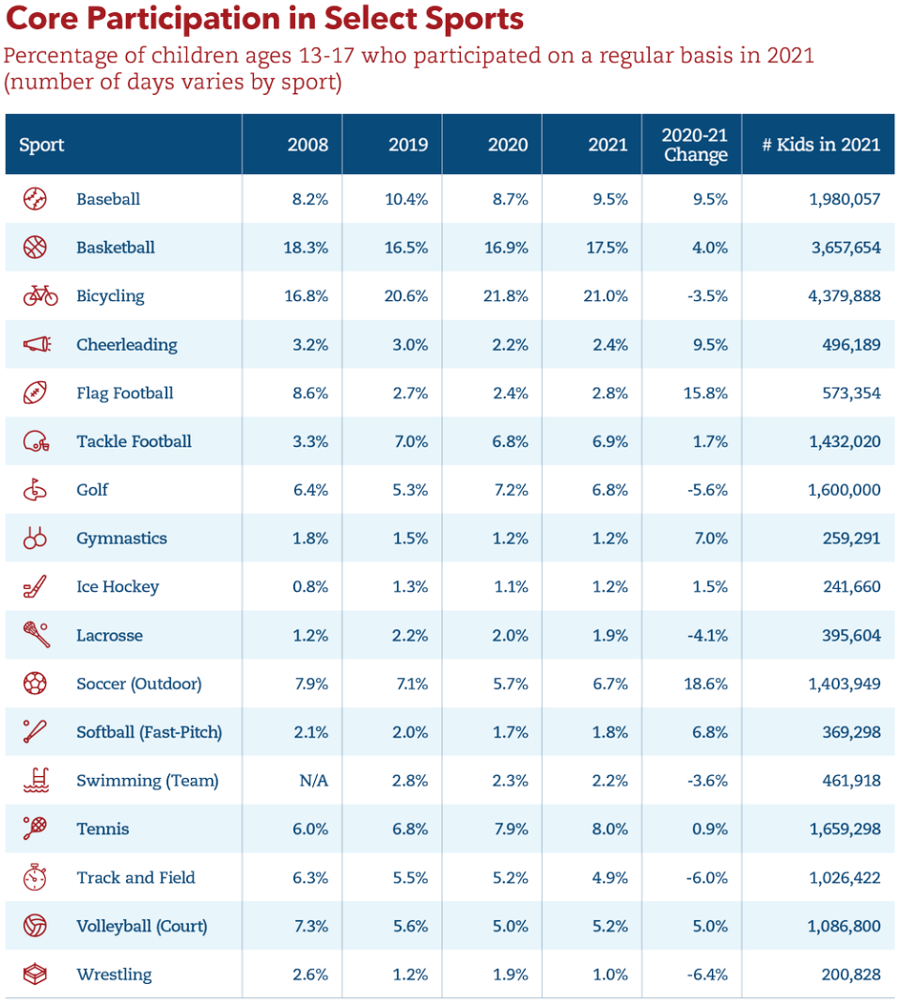 Core Participation in Select Sports
Percentage of children ages 13-17 who participated on a regular basis in 2021
(number of days varies by sport)
Sport 2008 2019 2020 2021 2020-21 Change # Kids in 2021
Baseball 8.2% 10.4% 8.7% 9.5% 9.5% 1,980,057
Basketball 18.3% 16.5% 16.9% 17.5% 4.0% 3,657,654
Bicycling 16.8% 20.6% 21.8% 21.0% -3.5% 4,379,888
Cheerleading 3.2% 3.0% 2.2% 2.4% 9.5% 496,189
Flag Football 8.6% 2.7% 2.4% 2.8% 15.8% 573,354
Tackle Football 3.3% 7.0% 6.8% 6.9% 1.7% 1,432,020
Golf 6.4% 5.3% 7.2% 6.8% -5.6% 1,600,000
Gymnastics 1.8% 1.5% 1.2% 1.2% 7.0% 259,291
Ice Hockey 0.8% 1.3% 1.1% 1.2% 1.5% 241,660
Lacrosse 1.2% 2.2% 2.0% 1.9% -4.1% 395,604
Soccer (Outdoor) 7.9% 7.1% 5.7% 6.7% 18.6% 1,403,949
Softball (Fast-Pitch) 2.1% 2.0% 1.7% 1.8% 6.8% 369,298
Swimming (Team) N/A 2.8% 2.3% 2.2% -3.6% 461,918
Tennis 6.0% 6.8% 7.9% 8.0% 0.9% 1,659,298
Track and Field 6.3% 5.5% 5.2% 4.9% -6.0% 1,026,422
Volleyball (Court) 7.3% 5.6% 5.0% 5.2% 5.0% 1,086,800
Wrestling 2.6% 1.2% 1.9% 1.0% -6.4% 200,828